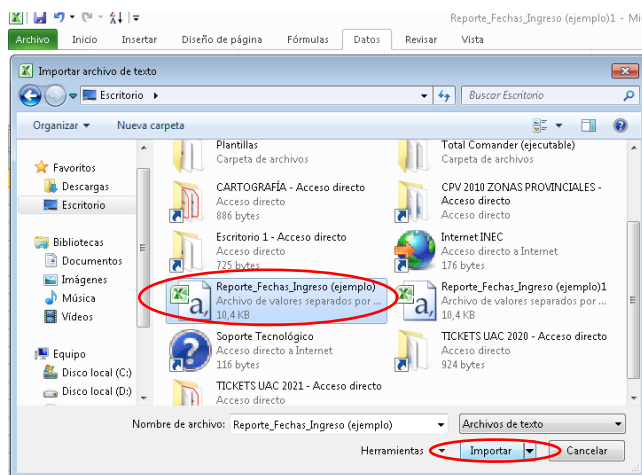 Reporte_Fechas_Ingreso (ejemplo)1 - Mi
Archivo Inicio Insertar Diseño de página Fórmulas Datos Revisar Vista
Importar archivo de texto
Escritorio
Buscar Escritorio
Organizar Nueva carpeta
Favoritos
Descargas
Escritorio
Bibliotecas
Documentos
Imágenes
Música
Vídeos
Equipo
Disco local (C:)
Disco local (D:)
Plantillas
Carpeta de archivos
Total Comander (ejecutable)
Carpeta de archivos
CARTOGRAFÍA - Acceso directo
Acceso directo
886 bytes
CPV 2010 ZONAS PROVINCIALES -
Acceso directo
Acceso directo
Escritorio 1 - Acceso directo
Acceso directo
725 bytes
Internet INEC
Acceso directo a Internet
176 bytes
Reporte_Fechas_Ingreso (ejemplo)
Archivo de valores separados por ...
10,4 KB
Reporte_Fechas_Ingreso (ejemplo)1
Archivo de valores separados por ...
10,4 KB
Soporte Tecnológico
Acceso directo a Internet
116 bytes
TICKETS UAC 2020 - Acceso directo
Acceso directo
924 bytes
TICKETS UAC 2021 - Acceso directo
Acceso directo
Nombre de archivo: Reporte_Fechas_Ingreso (ejemplo) Archivos de texto
Herramientas Importar Cancelar